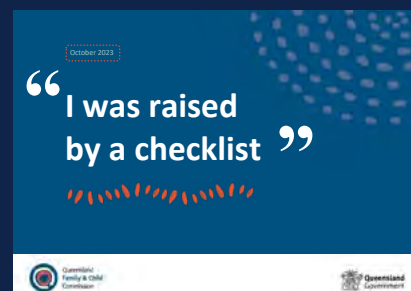 October 2023
“I was raised
by a checklist”
Queensland
Family & Child
Commission
Queensland
Government